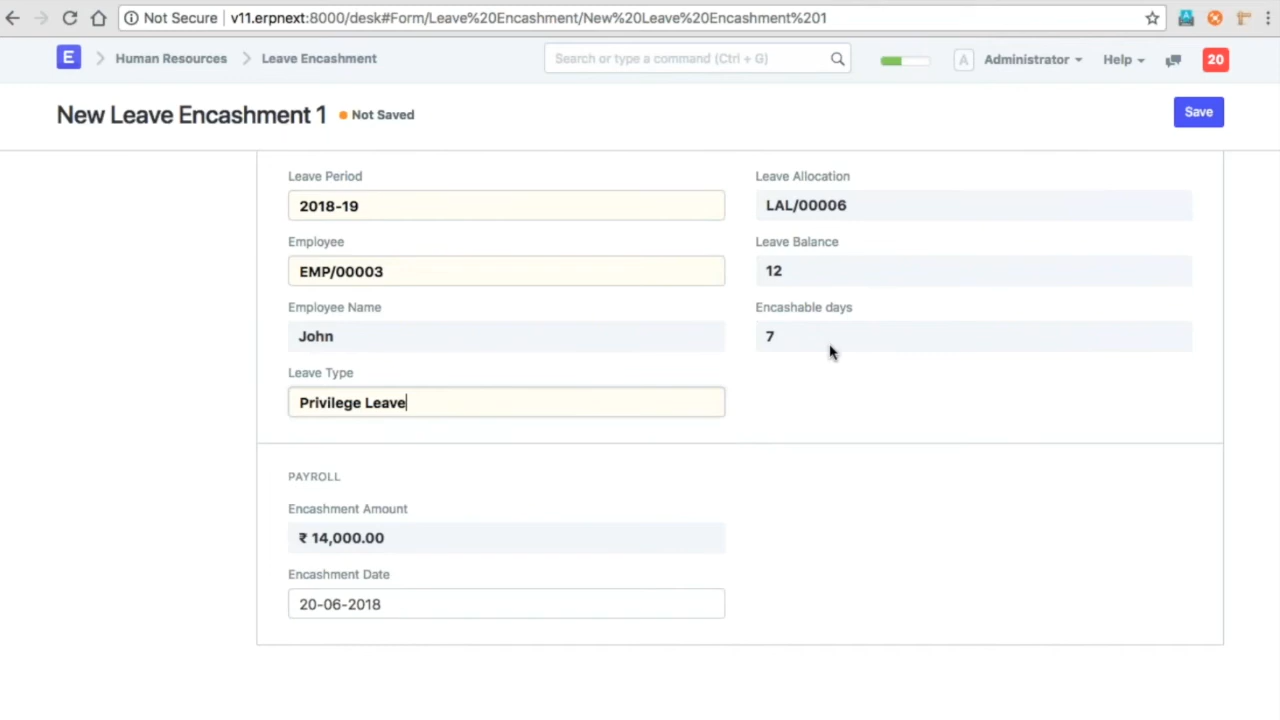 Not Secure v11.erpnext:8000/desk#Form/Leave%20Encashment/New%20Leave%20Encashment%201
E Human Resources Leave Encashment Search or type a command (Ctrl + G) A Administrator Help 20
New Leave Encashment 1 Not Saved Save
Leave Period
2018-19
Employee
EMP/00003
Employee Name
John
Leave Type
Privilege Leave
Leave Allocation
LAL/00006
Leave Balance
12
Encashable days
7
PAYROLL
Encashment Amount
₹ 14,000.00
Encashment Date
20-06-2018